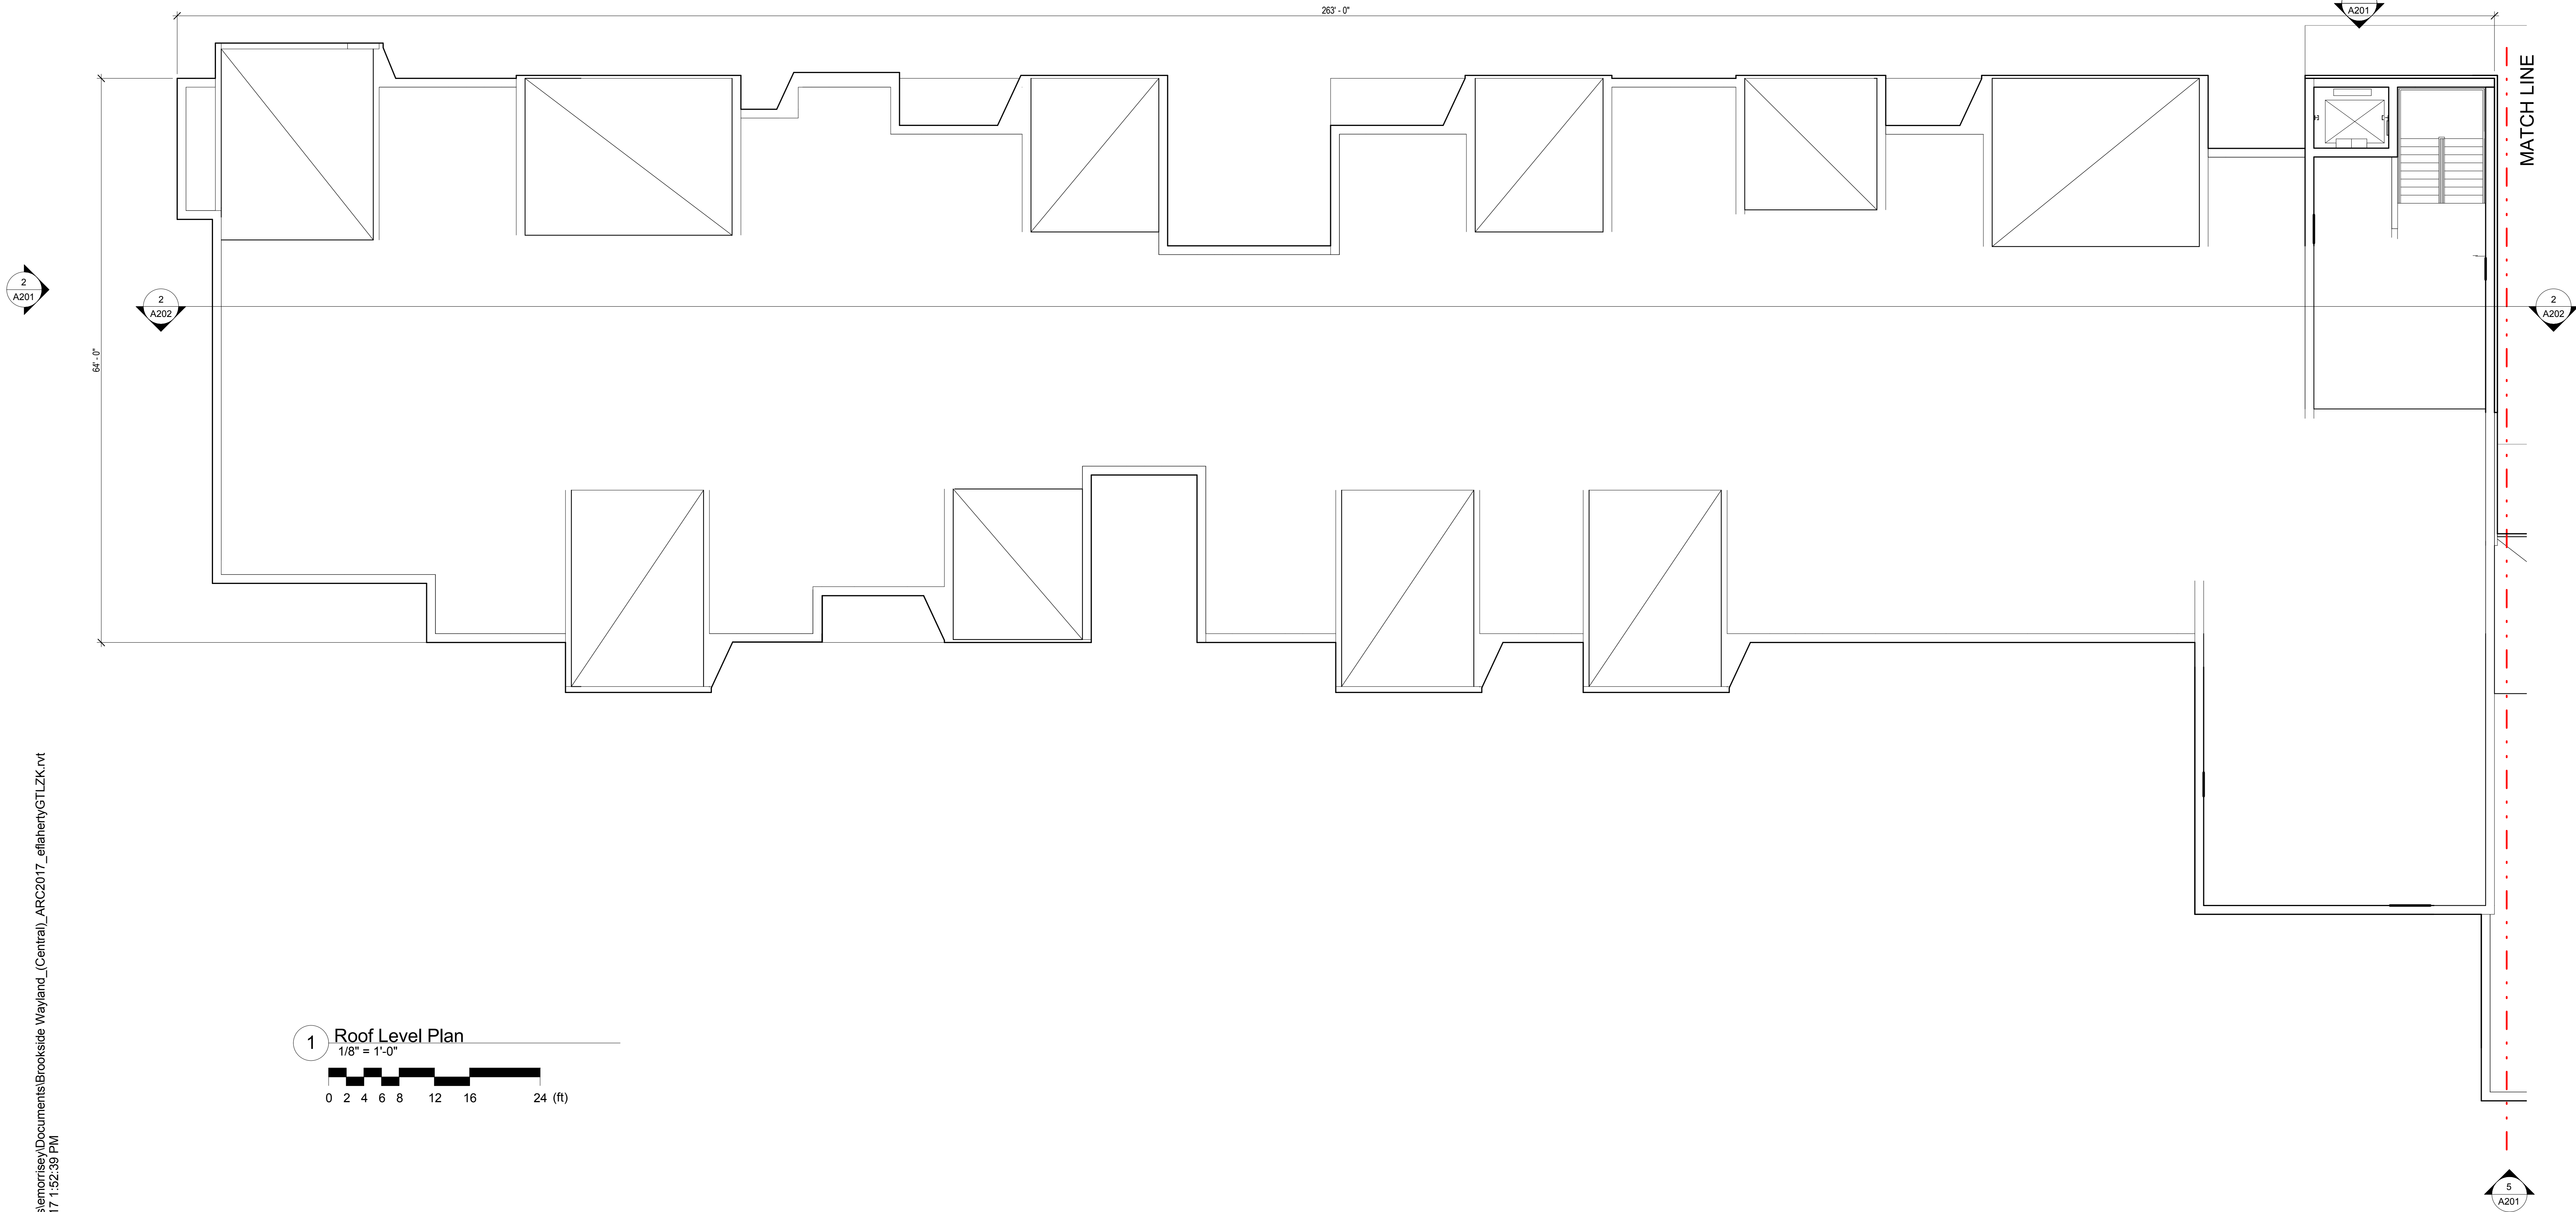 263' - 0"
A201
MATCH LINE
2
A201
2
A202
2
A202
64' - 0"
1
Roof Level Plan
1/8" = 1'-0"
0 2 4 6 8 12 16 24 (ft)
s\emorrisey\Documents\Brookside Wayland_(Central)_ARC2017_eflahertyGTLZK.rvt
17 1:52:39 PM
5
A201